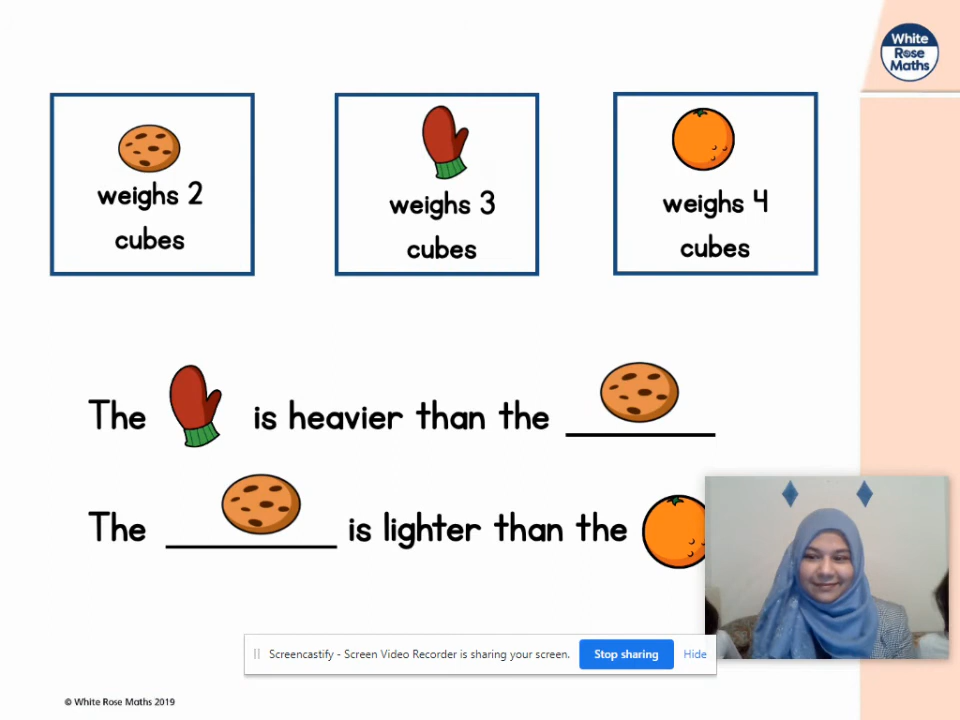 White
Rose
Maths
weighs 2
cubes
weighs 3
cubes
weighs 4
cubes
The is heavier than the
The is lighter than the
Screencastify - Screen Video Recorder is sharing your screen. Stop sharing Hide
© White Rose Maths 2019